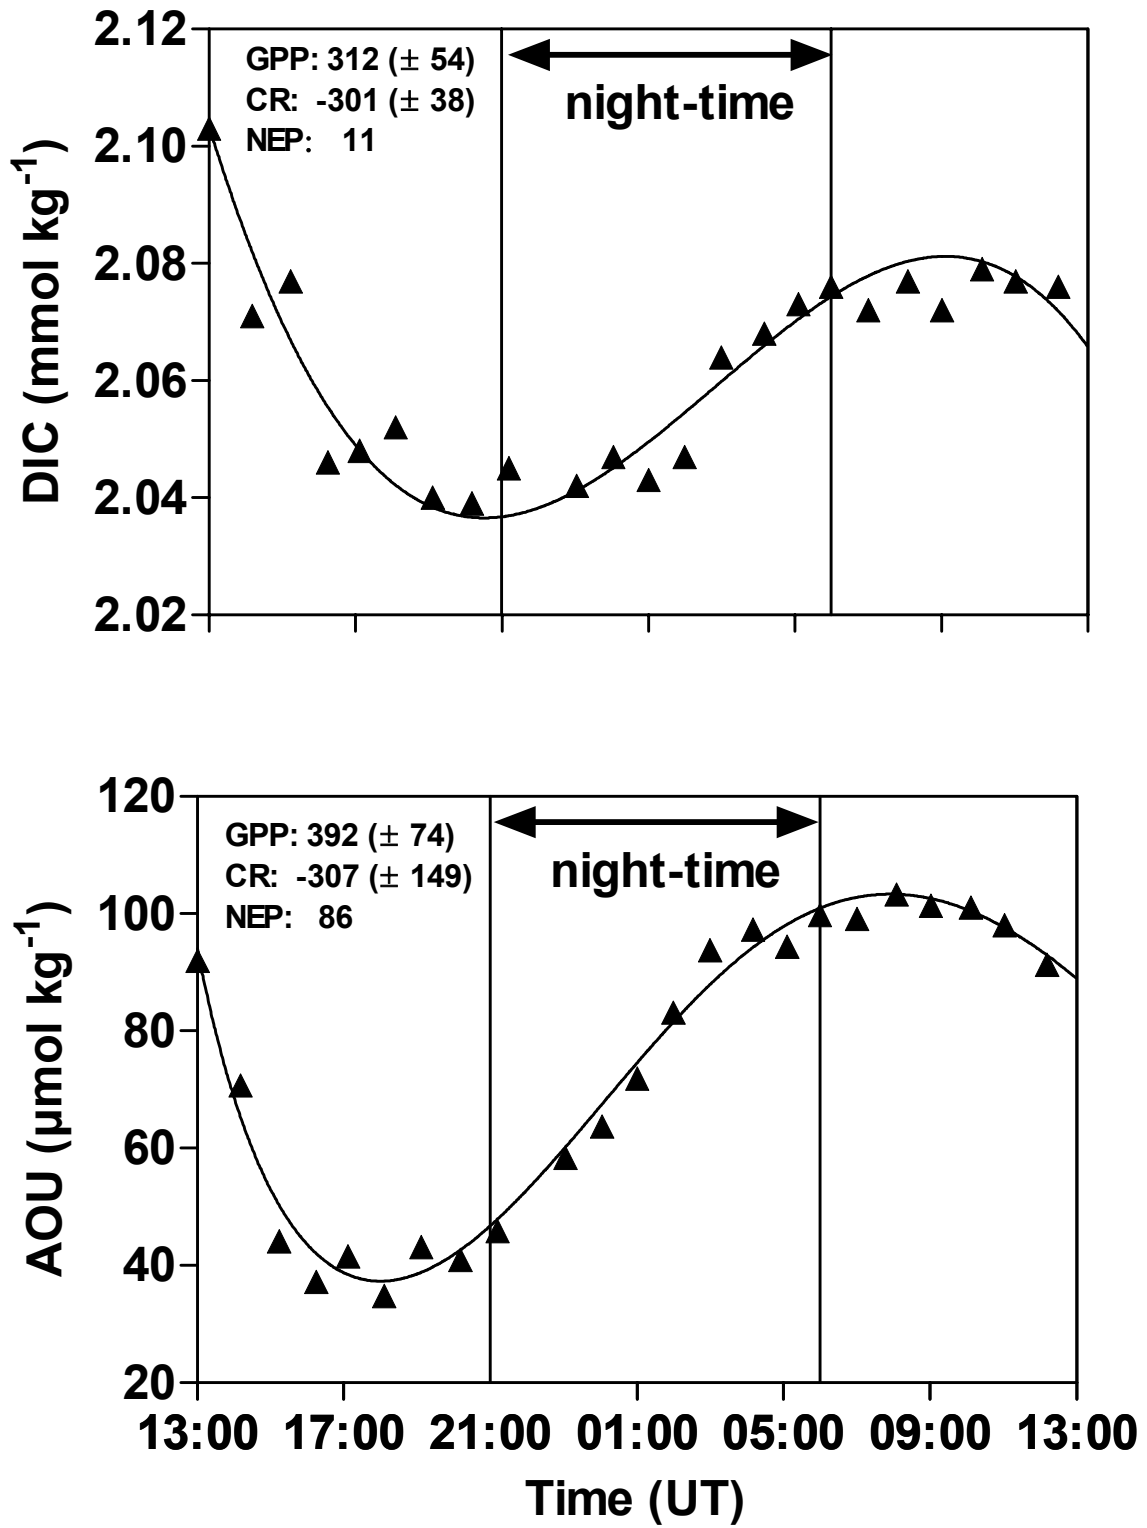 2.12
GPP: 312 (± 54)
CR: -301 (± 38)
NEP: 11
night-time
2.10
2.08
2.06
2.04
2.02
DIC (mmol kg⁻¹)
120
GPP: 392 (± 74)
CR: -307 (± 149)
NEP: 86
night-time
100
80
60
40
20
AOU (µmol kg⁻¹)
13:00 17:00 21:00 01:00 05:00 09:00 13:00
Time (UT)